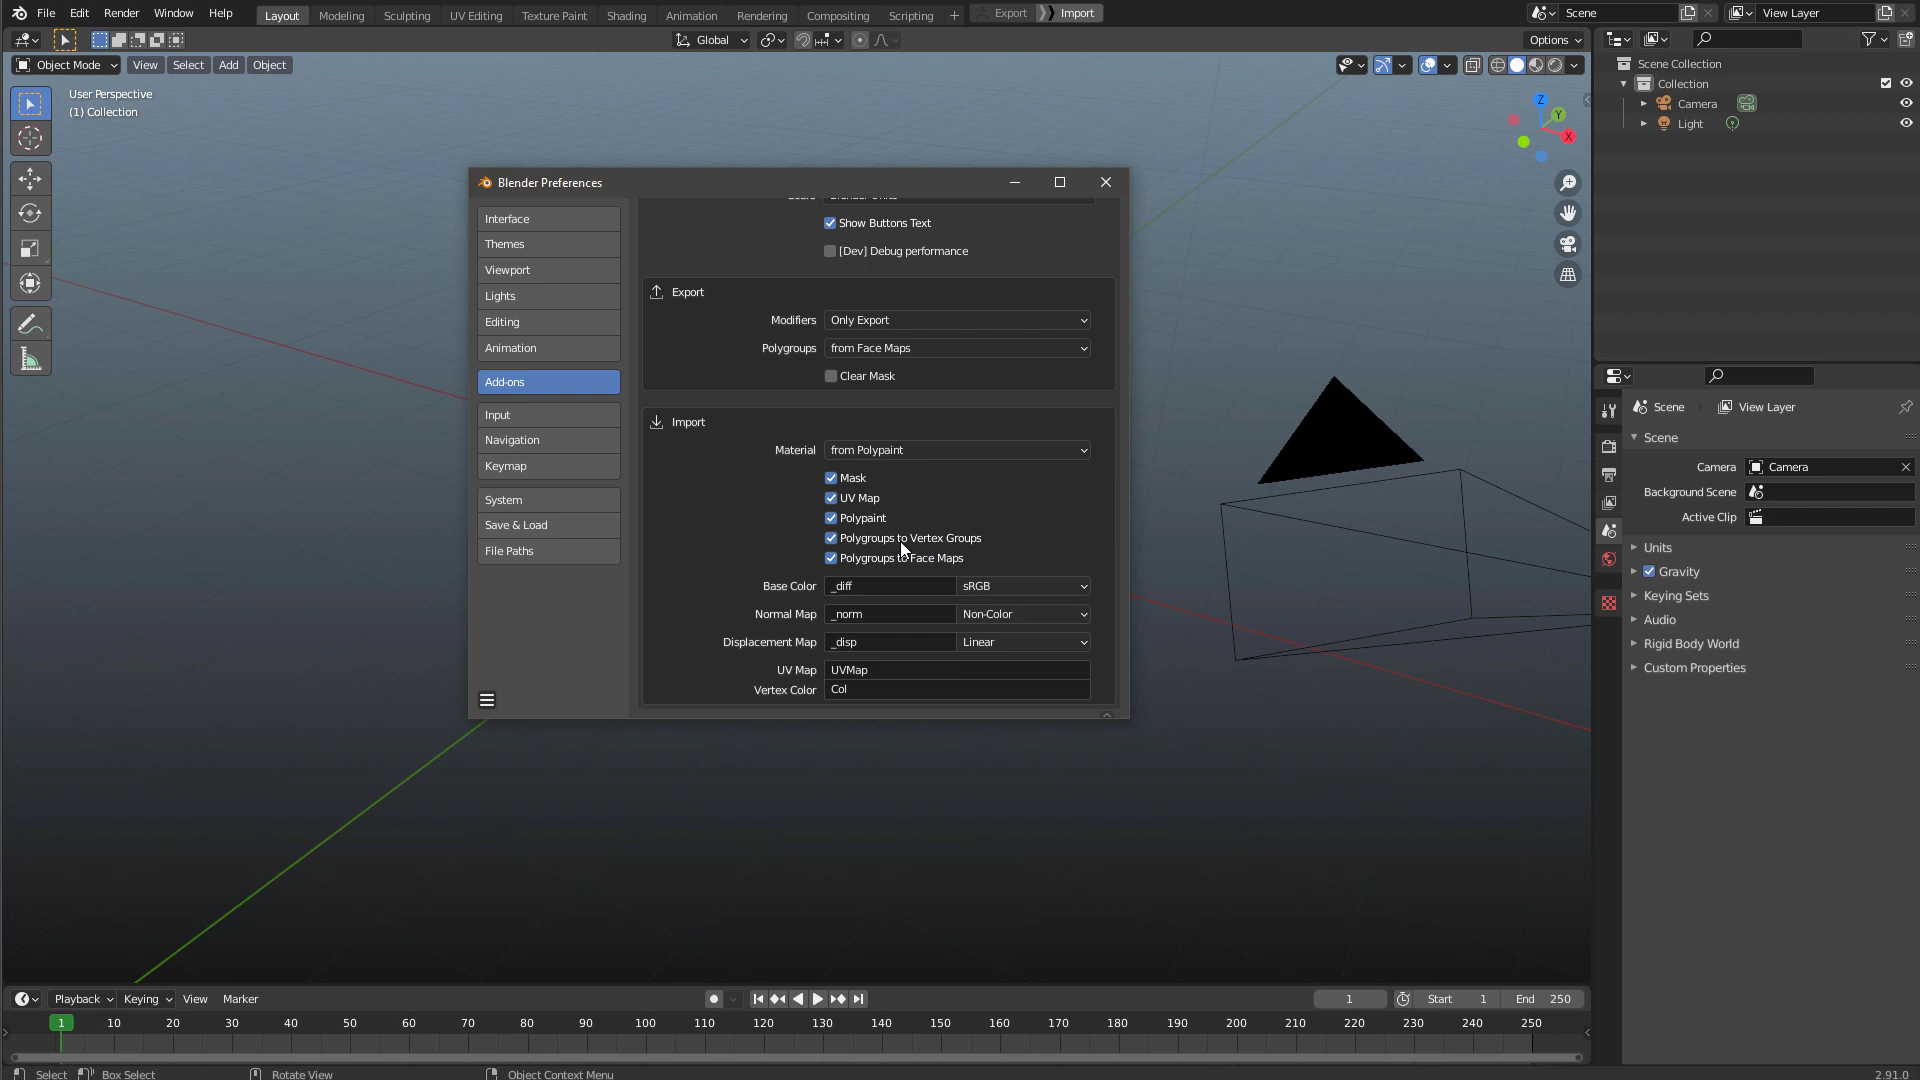 File Edit Render Window Help Layout Modeling Sculpting UV Editing Texture Paint Shading Animation Rendering Compositing Scripting + Export Import Scene View Layer
Global Options
Object Mode View Select Add Object
User Perspective
(1) Collection
Z
Y
X
Scene Collection
Collection
Camera
Light
Blender Preferences
Interface
Themes
Viewport
Lights
Editing
Animation
Add-ons
Input
Navigation
Keymap
System
Save & Load
File Paths
Show Buttons Text
[Dev] Debug performance
Export
Modifiers Only Export
Polygroups from Face Maps
Clear Mask
Import
Material from Polypaint
Mask
UV Map
Polypaint
Polygroups to Vertex Groups
Polygroups to Face Maps
Base Color _diff sRGB
Normal Map _norm Non-Color
Displacement Map _disp Linear
UV Map UVMap
Vertex Color Col
Scene View Layer
Scene
Camera Camera
Background Scene
Active Clip
Units
Gravity
Keying Sets
Audio
Rigid Body World
Custom Properties
Playback Keying View Marker 1 Start 1 End 250
1 10 20 30 40 50 60 70 80 90 100 110 120 130 140 150 160 170 180 190 200 210 220 230 240 250
Select Box Select Rotate View Object Context Menu 2.91.0